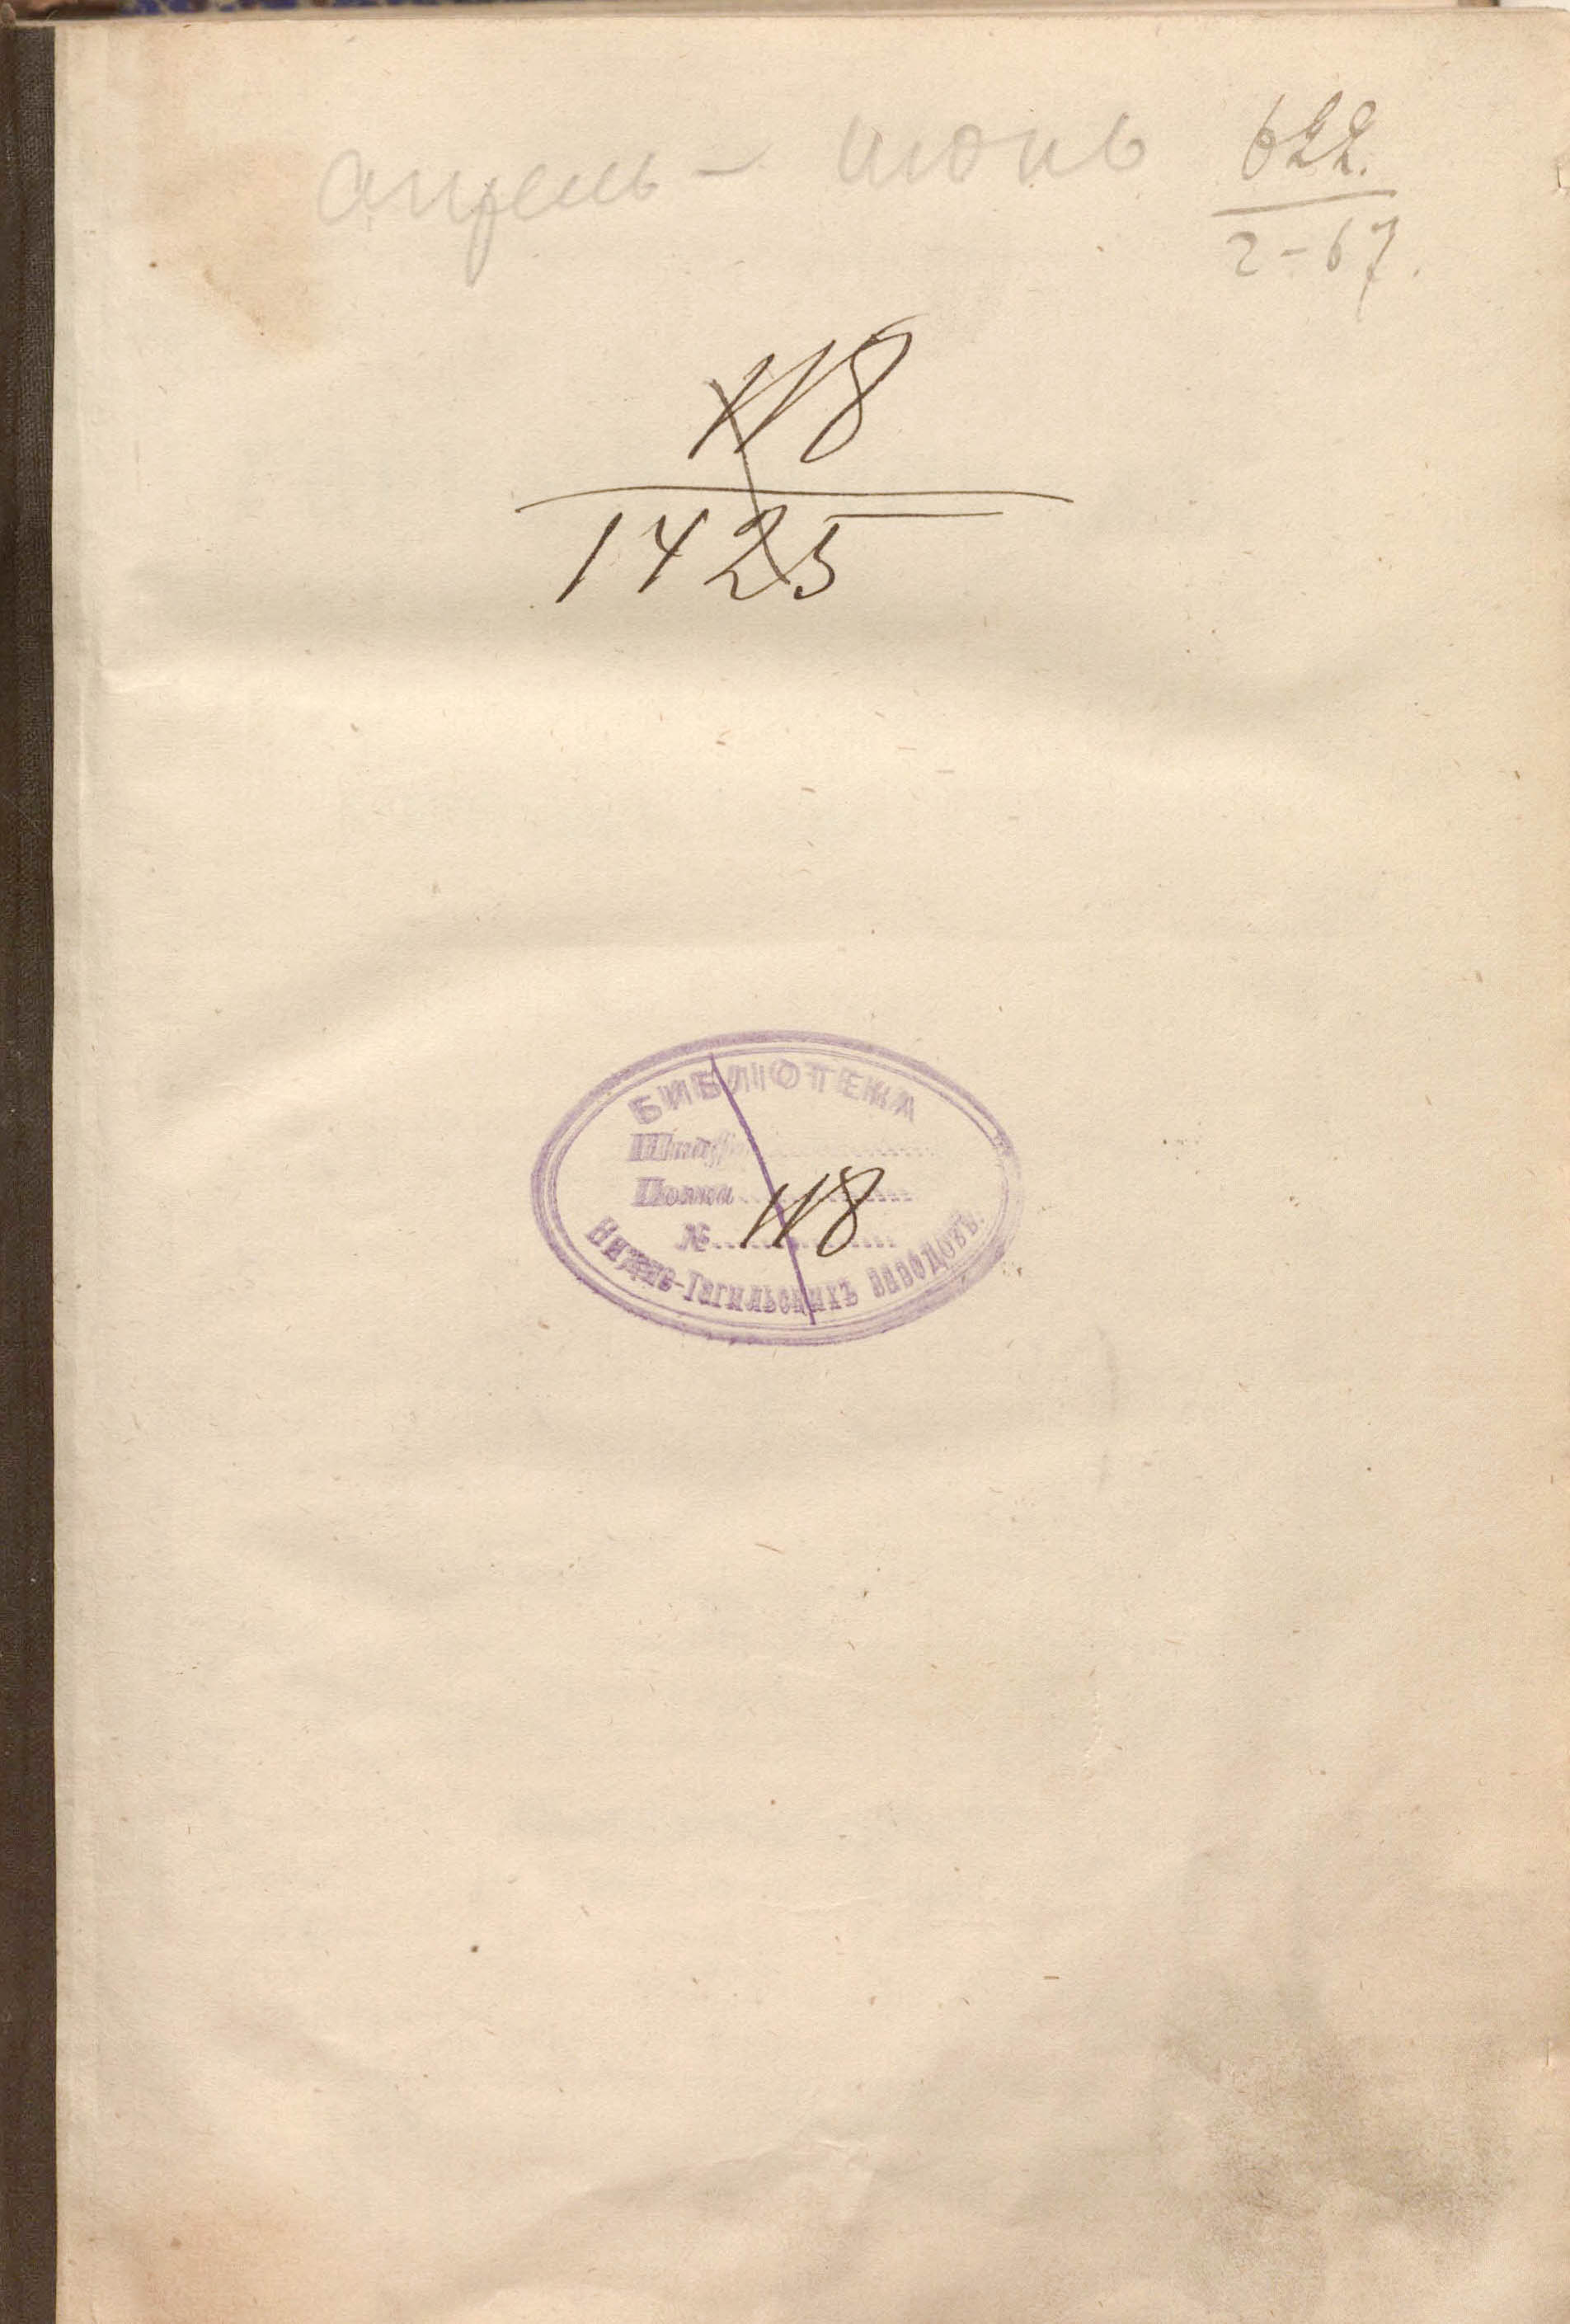 апрель - июнь
622.
2-67.
118
1425
БИБЛІОТЕКА
Шкафъ
Полка
№ 118
Нижне-Тагильскихъ заводовъ.